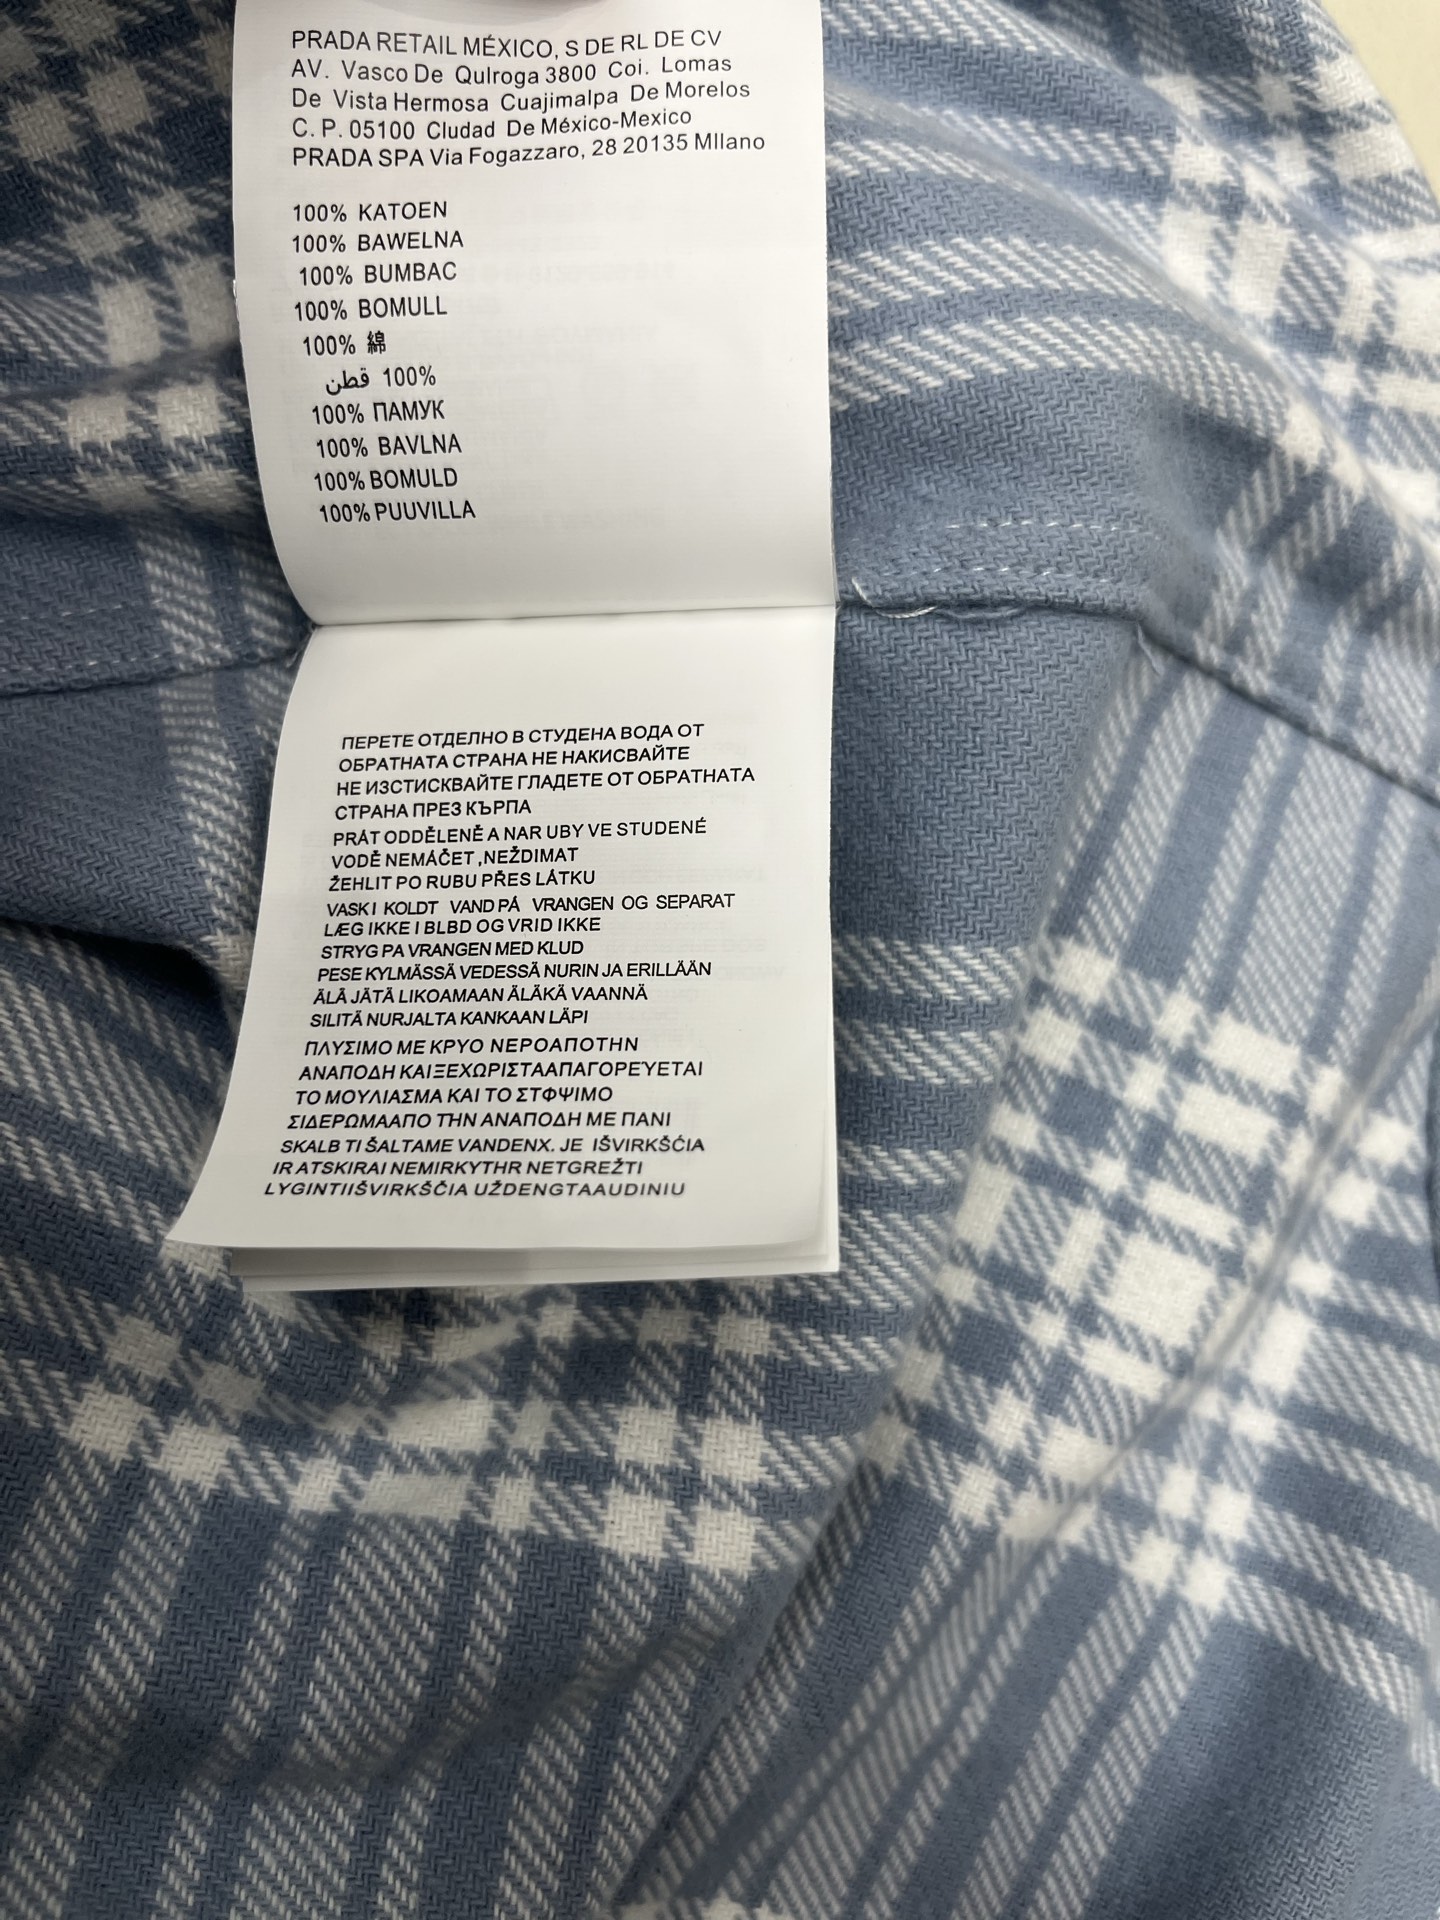 PRADA RETAIL MÉXICO, S DE RL DE CV
AV. Vasco De Qulroga 3800 Coi. Lomas
De Vista Hermosa Cuajimalpa De Morelos
C. P. 05100 Cludad De México-Mexico
PRADA SPA Via Fogazzaro, 28 20135 MIlano
100% KATOEN
100% BAWELNA
100% BUMBAC
100% BOMULL
100% 綿
100% قطن
100% ПАМУК
100% BAVLNA
100% BOMULD
100% PUUVILLA
ПЕРЕТЕ ОТДЕЛНО В СТУДЕНА ВОДА ОТ
ОБРАТНАТА СТРАНА НЕ НАКИСВАЙТЕ
НЕ ИЗСТИСКВАЙТЕ ГЛАДЕТЕ ОТ ОБРАТНАТА
СТРАНА ПРЕЗ КЪРПА
PRÁT ODDĚLENĚ A NAR UBY VE STUDENÉ
VODĚ NEMÁČET ,NEŽDIMAT
ŽEHLIT PO RUBU PŘES LÁTKU
VASK I KOLDT VAND PÅ VRANGEN OG SEPARAT
LÆG IKKE I BLBD OG VRID IKKE
STRYG PA VRANGEN MED KLUD
PESE KYLMÄSSÄ VEDESSÄ NURIN JA ERILLÄÄN
ÄLÄ JÄTÄ LIKOAMAAN ÄLÄKÄ VAANNÄ
SILITÄ NURJALTA KANKAAN LÄPI
ΠΛΥΣΙΜΟ ΜΕ ΚΡΥΟ ΝΕΡΟΑΠΟΤΗΝ
ΑΝΑΠΟΔΗ ΚΑΙΞΕΧΩΡΙΣΤΑΑΠΑΓΟΡΕΎΕΤΑΙ
ΤΟ ΜΟΥΛΙΑΣΜΑ ΚΑΙ ΤΟ ΣΤΦΨΙΜΟ
ΣΙΔΕΡΩΜΑΑΠΟ ΤΗΝ ΑΝΑΠΟΔΗ ΜΕ ΠΑΝΙ
SKALB TI ŠALTAME VANDENX. JE IŠVIRKŠĆIA
IR ATSKIRAI NEMIRKYTHR NETGREŽTI
LYGINTIIŠVIRKŠČIA UŽDENGTAAUDINIU